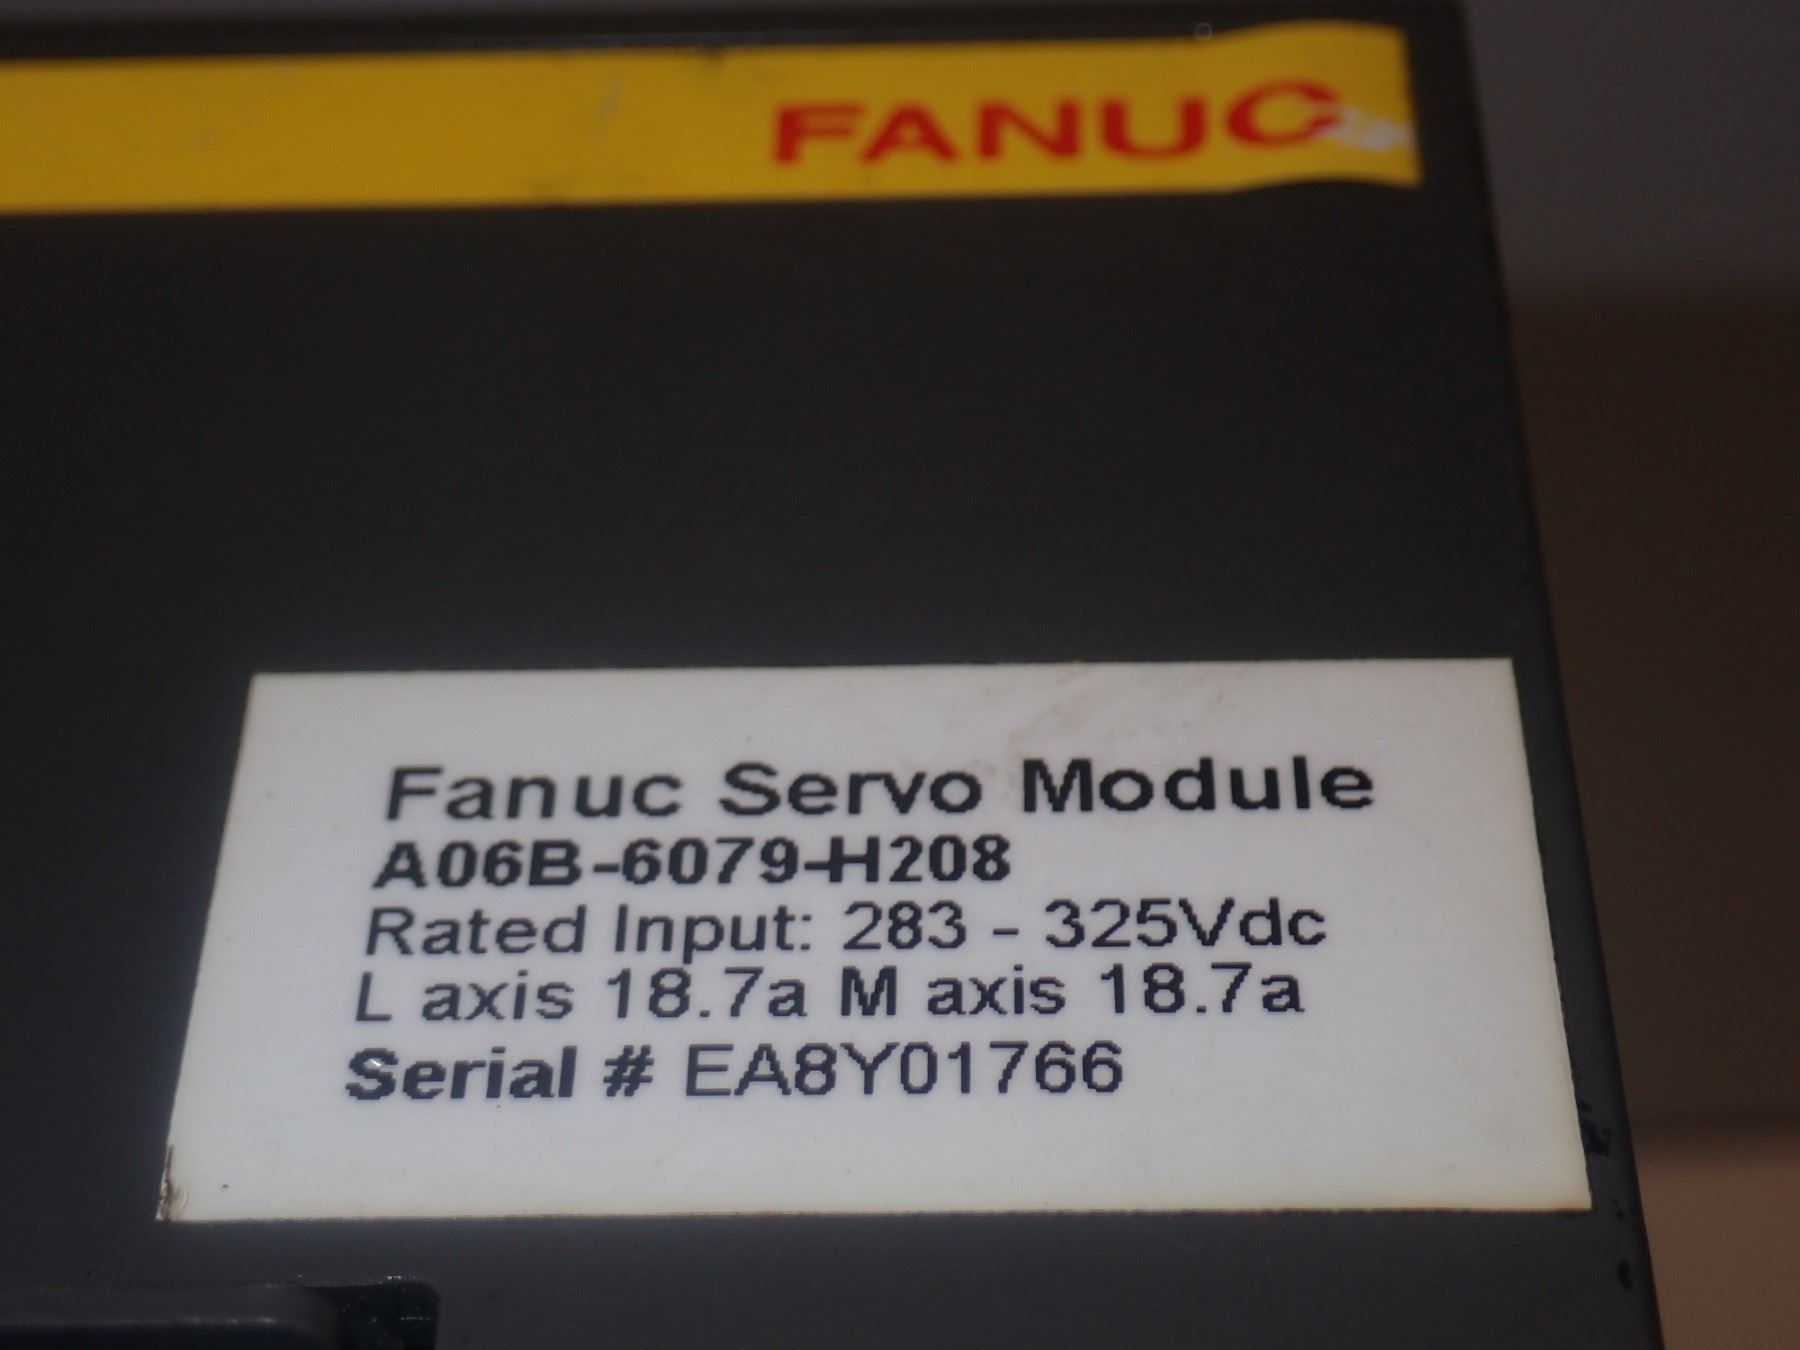 FANUC
Fanuc Servo Module
A06B-6079-H208
Rated Input: 283 - 325Vdc
L axis 18.7a M axis 18.7a
Serial # EA8Y01766